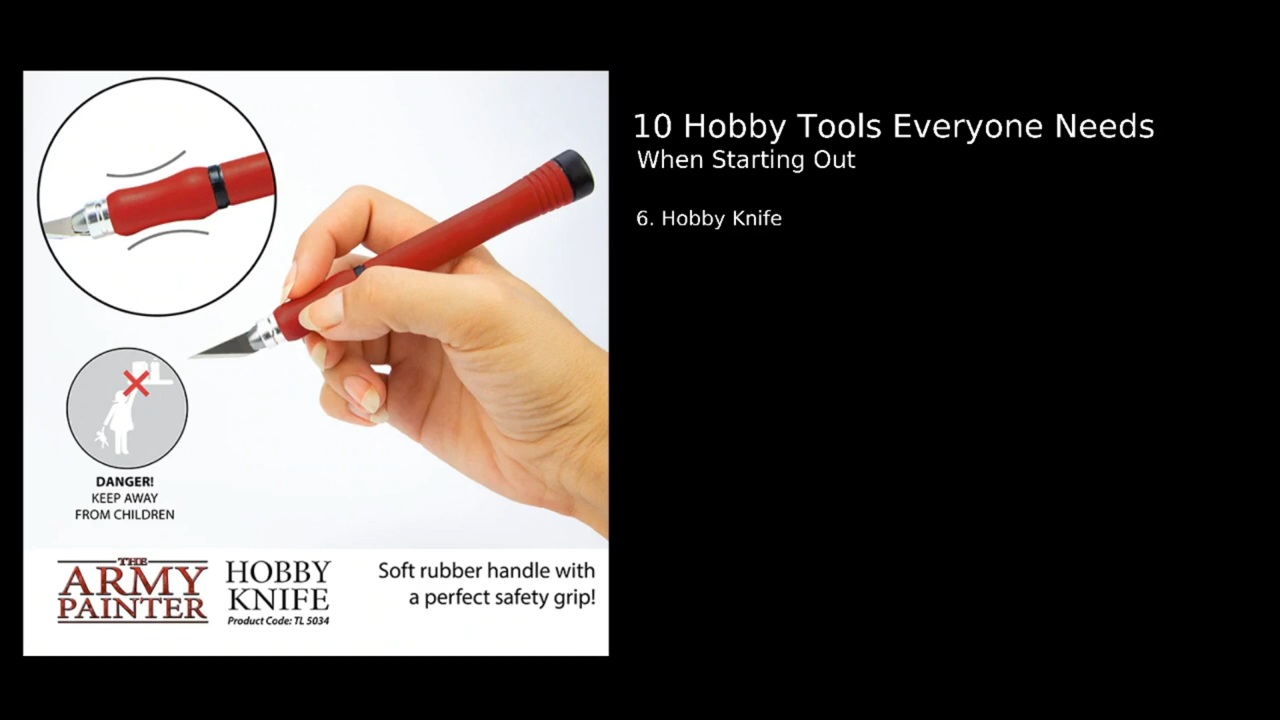 10 Hobby Tools Everyone Needs
When Starting Out
6. Hobby Knife
DANGER!
KEEP AWAY
FROM CHILDREN
THE
ARMY
PAINTER
HOBBY
KNIFE
Product Code: TL 5034
Soft rubber handle with
a perfect safety grip!